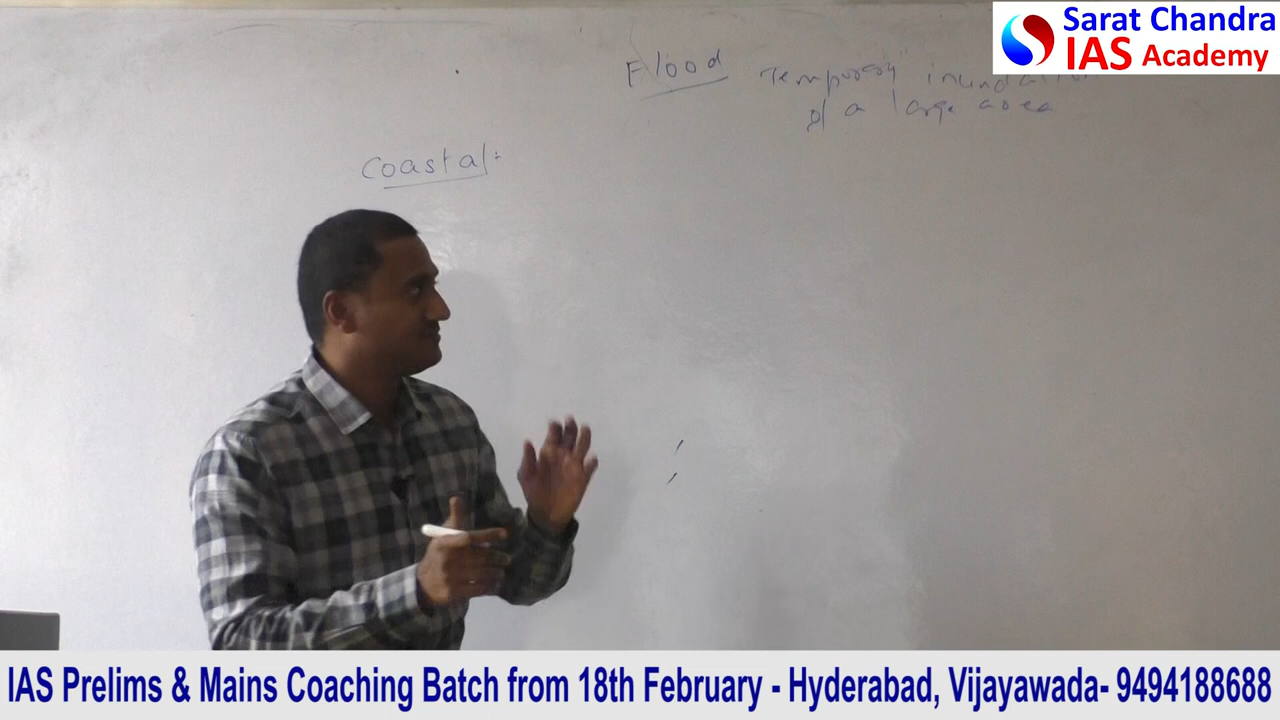 Sarat Chandra
IAS Academy
Flood "Temporary" inundation
of a large area
Coastal:
IAS Prelims & Mains Coaching Batch from 18th February - Hyderabad, Vijayawada- 9494188688